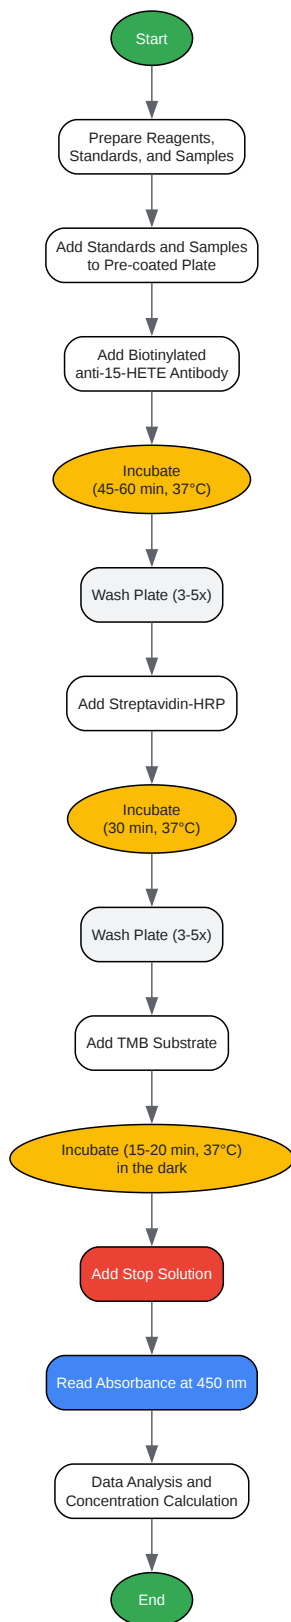 Start
Prepare Reagents,
Standards, and Samples
Add Standards and Samples
to Pre-coated Plate
Add Biotinylated
anti-15-HETE Antibody
Incubate
(45-60 min, 37°C)
Wash Plate (3-5x)
Add Streptavidin-HRP
Incubate
(30 min, 37°C)
Wash Plate (3-5x)
Add TMB Substrate
Incubate (15-20 min, 37°C)
in the dark
Add Stop Solution
Read Absorbance at 450 nm
Data Analysis and
Concentration Calculation
End